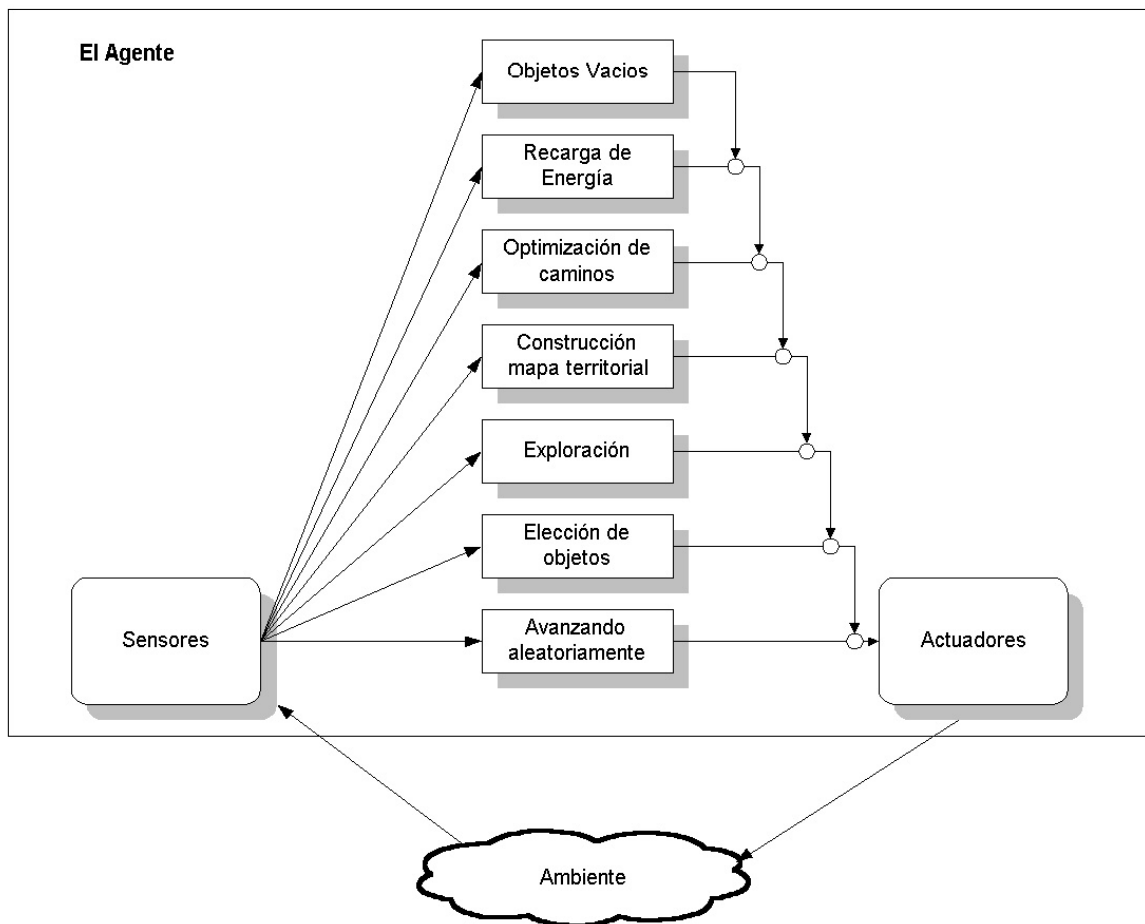 El Agente
Objetos Vacios
Recarga de
Energía
Optimización de
caminos
Construcción
mapa territorial
Exploración
Elección de
objetos
Avanzando
aleatoriamente
Sensores
Actuadores
Ambiente